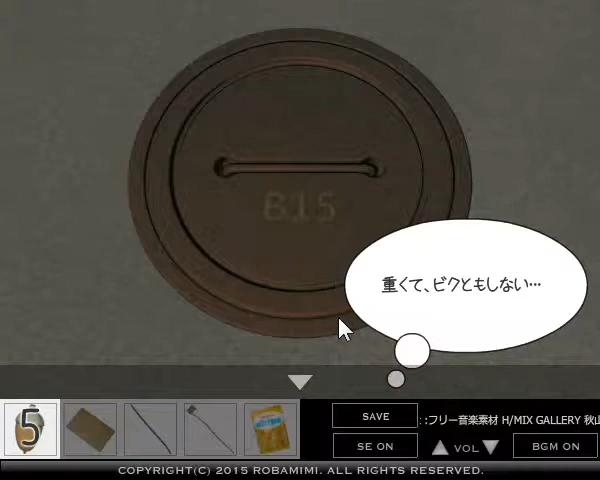 B15
重くて、ビクともしない…
5
SAVE
: :フリー音楽素材 H/MIX GALLERY 秋山
SE ON
VOL
BGM ON
COPYRIGHT(C) 2015 ROBAMIMI. ALL RIGHTS RESERVED.